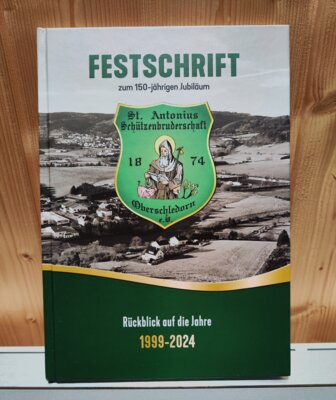 FESTSCHRIFT
zum 150-jährigen Jubiläum
St. Antonius
Schützenbruderschaft
18 74
Oberschledorn
e.V.
Rückblick auf die Jahre
1999-2024